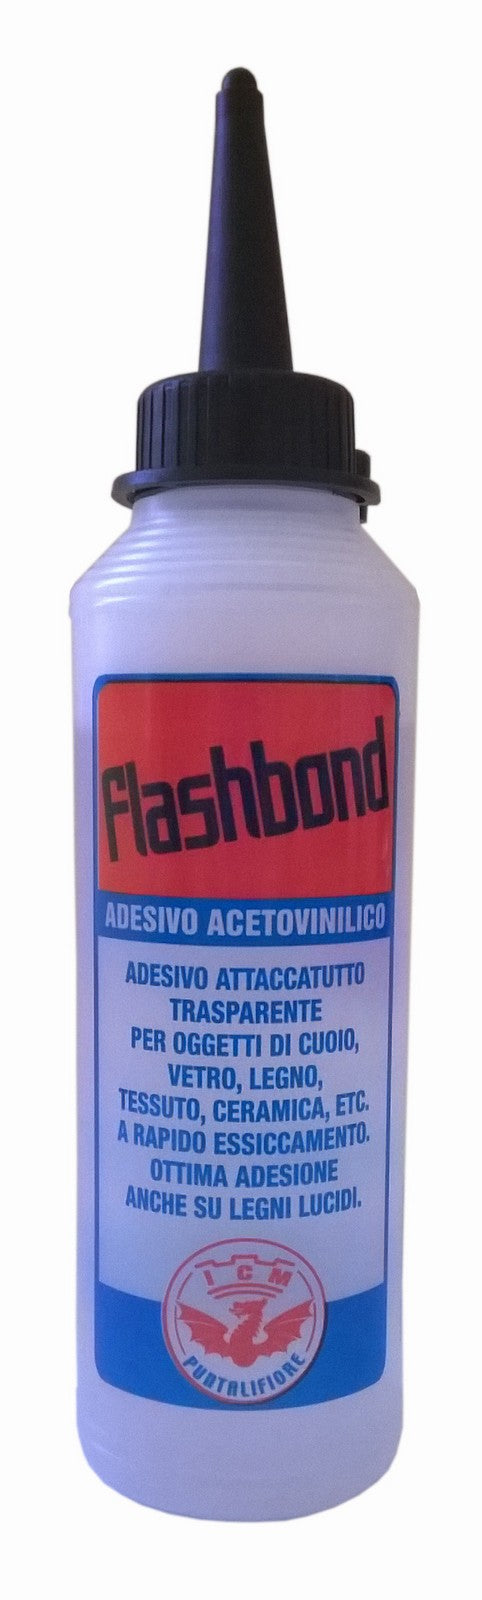 flashbond
ADESIVO ACETOVINILICO
ADESIVO ATTACCATUTTO
TRASPARENTE
PER OGGETTI DI CUOIO,
VETRO, LEGNO,
TESSUTO, CERAMICA, ETC.
A RAPIDO ESSICCAMENTO.
OTTIMA ADESIONE
ANCHE SU LEGNI LUCIDI.
ICM
PUNTALIFIORE